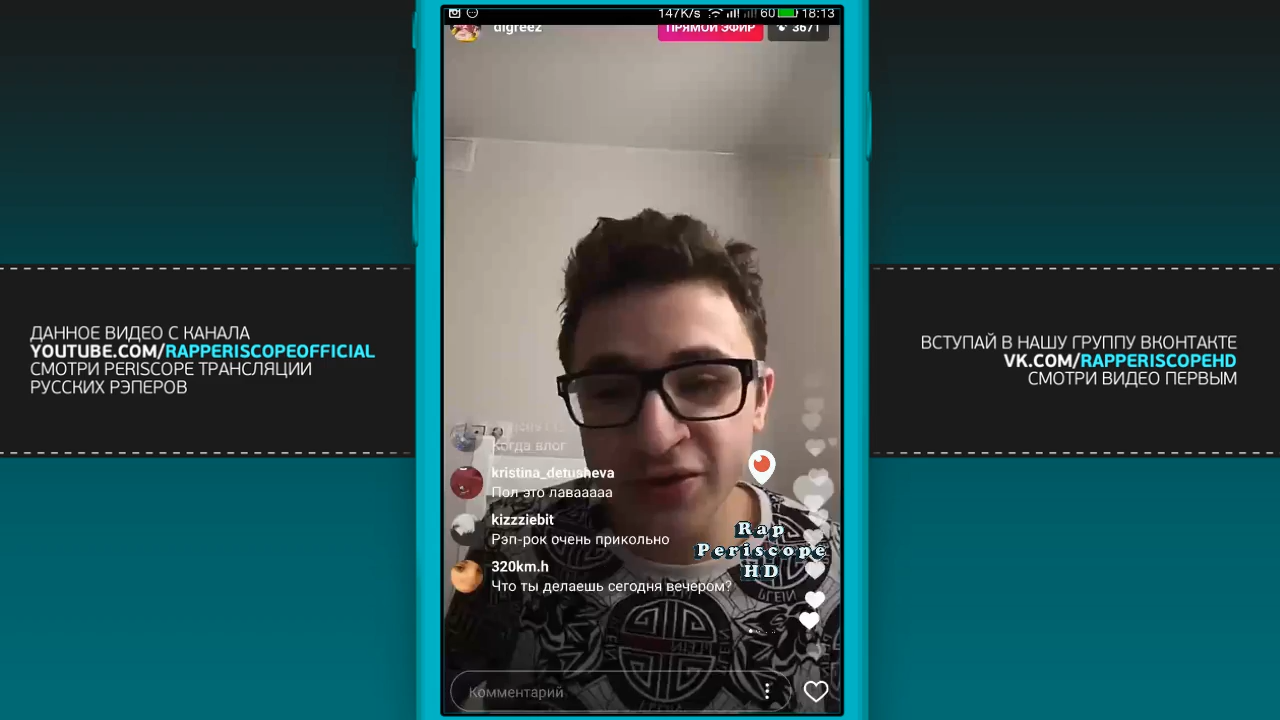 147K/s 60 18:13
digreez
ПРЯМОЙ ЭФИР 3671
ДАННОЕ ВИДЕО С КАНАЛА
YOUTUBE.COM/RAPPERISCOPEOFFICIAL
СМОТРИ PERISCOPE ТРАНСЛЯЦИИ
РУССКИХ РЭПЕРОВ
Когда влог
kristina_detusheva
Пол это лавааааа
kizzziebit
Рэп-рок очень прикольно
320km.h
Что ты делаешь сегодня вечером?
Комментарий
Rap
Periscope
HD
ВСТУПАЙ В НАШУ ГРУППУ ВКОНТАКТЕ
VK.COM/RAPPERISCOPEHD
СМОТРИ ВИДЕО ПЕРВЫМ